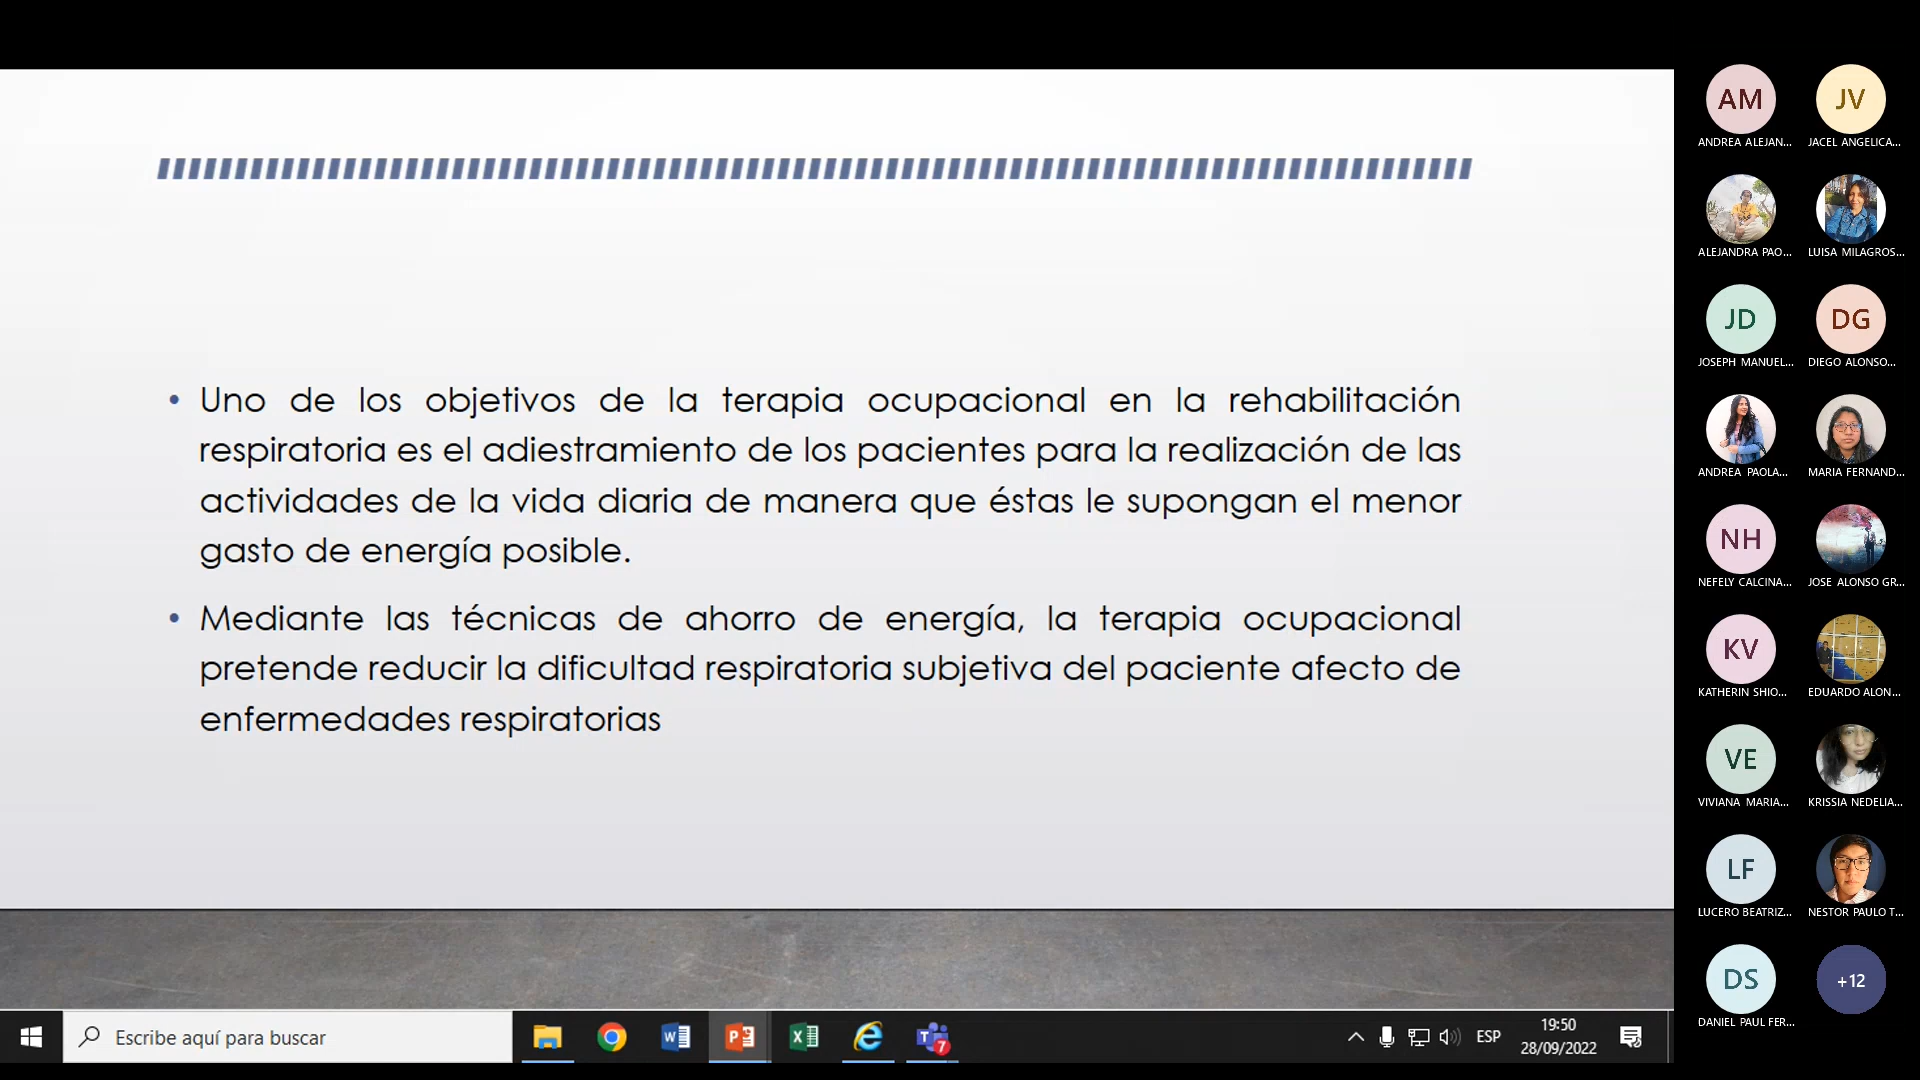 • Uno de los objetivos de la terapia ocupacional en la rehabilitación
respiratoria es el adiestramiento de los pacientes para la realización de las
actividades de la vida diaria de manera que éstas le supongan el menor
gasto de energía posible.
• Mediante las técnicas de ahorro de energía, la terapia ocupacional
pretende reducir la dificultad respiratoria subjetiva del paciente afecto de
enfermedades respiratorias
AM
ANDREA ALEJAN...
JV
JACEL ANGELICA...
ALEJANDRA PAO...
LUISA MILAGROS...
JD
JOSEPH MANUEL...
DG
DIEGO ALONSO...
ANDREA PAOLA...
MARIA FERNAND...
NH
NEFELY CALCINA...
JOSE ALONSO GR...
KV
KATHERIN SHIO...
EDUARDO ALON...
VE
VIVIANA MARIA...
KRISSIA NEDELIA...
LF
LUCERO BEATRIZ...
NESTOR PAULO T...
DS
DANIEL PAUL FER...
+12
Escribe aquí para buscar
W
P
X
T
7
ESP
19:50
28/09/2022